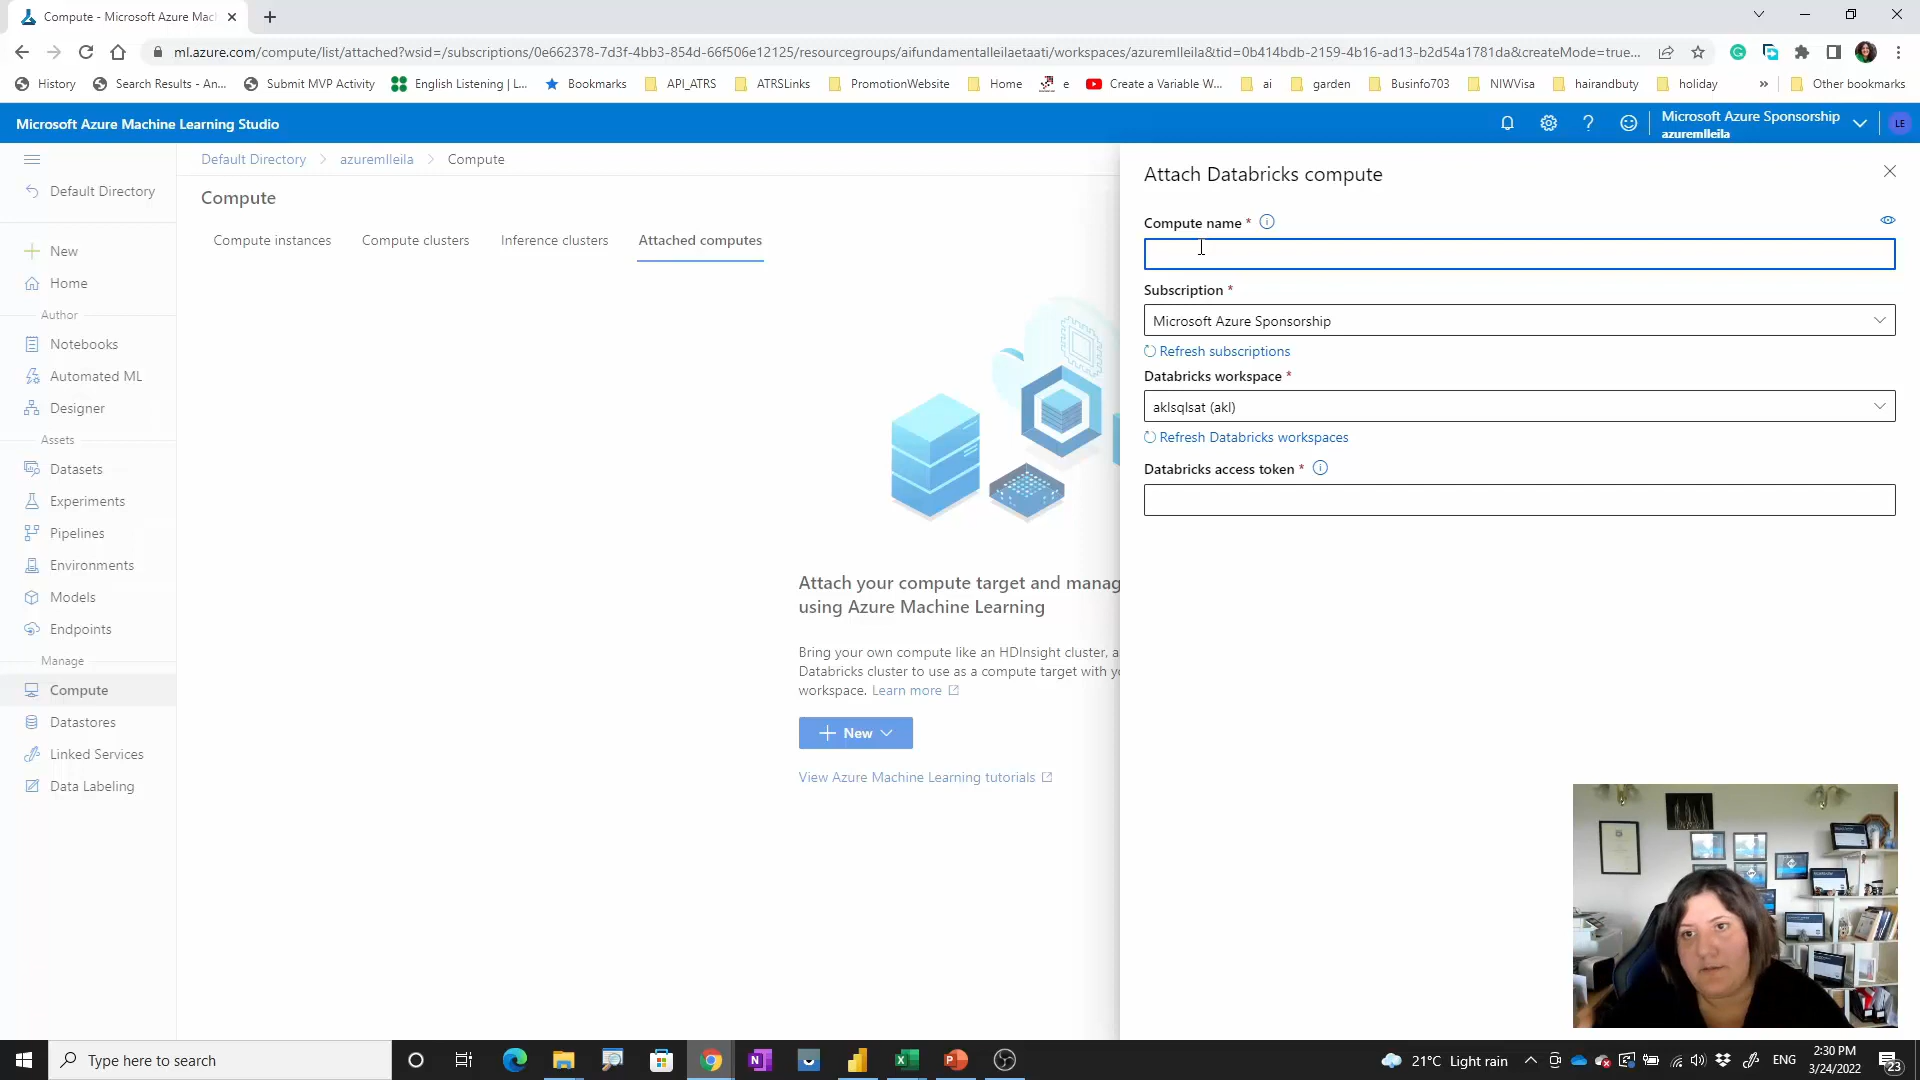 Compute - Microsoft Azure Mac
ml.azure.com/compute/list/attached?wsid=/subscriptions/0e662378-7d3f-4bb3-854d-66f506e12125/resourcegroups/aifundamentalleilaetaati/workspaces/azuremlleila&tid=0b414bdb-2159-4b16-ad13-b2d54a1781da&createMode=true...
History
Search Results - An...
Submit MVP Activity
English Listening | L...
Bookmarks
API_ATRS
ATRSLinks
PromotionWebsite
Home
e
Create a Variable W...
ai
garden
Businfo703
NIWVisa
hairandbuty
holiday
»
Other bookmarks
Microsoft Azure Machine Learning Studio
Microsoft Azure Sponsorship
azuremlleila
LE
Default Directory
New
Home
Author
Notebooks
Automated ML
Designer
Assets
Datasets
Experiments
Pipelines
Environments
Models
Endpoints
Manage
Compute
Datastores
Linked Services
Data Labeling
Default Directory > azuremlleila > Compute
Compute
Compute instances
Compute clusters
Inference clusters
Attached computes
Attach your compute target and manag
using Azure Machine Learning
Bring your own compute like an HDInsight cluster, a
Databricks cluster to use as a compute target with yo
workspace. Learn more
New
View Azure Machine Learning tutorials
Attach Databricks compute
Compute name *
Subscription *
Microsoft Azure Sponsorship
Refresh subscriptions
Databricks workspace *
aklsqlsat (akl)
Refresh Databricks workspaces
Databricks access token *
Type here to search
21°C Light rain
ENG
2:30 PM
3/24/2022
23